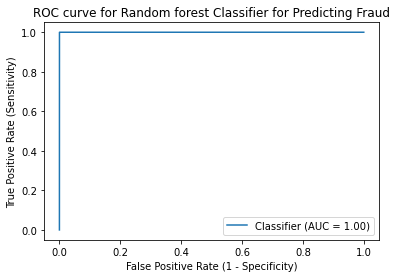 ROC curve for Random forest Classifier for Predicting Fraud
1.0
0.8
0.6
0.4
0.2
0.0
True Positive Rate (Sensitivity)
Classifier (AUC = 1.00)
0.0 0.2 0.4 0.6 0.8 1.0
False Positive Rate (1 - Specificity)